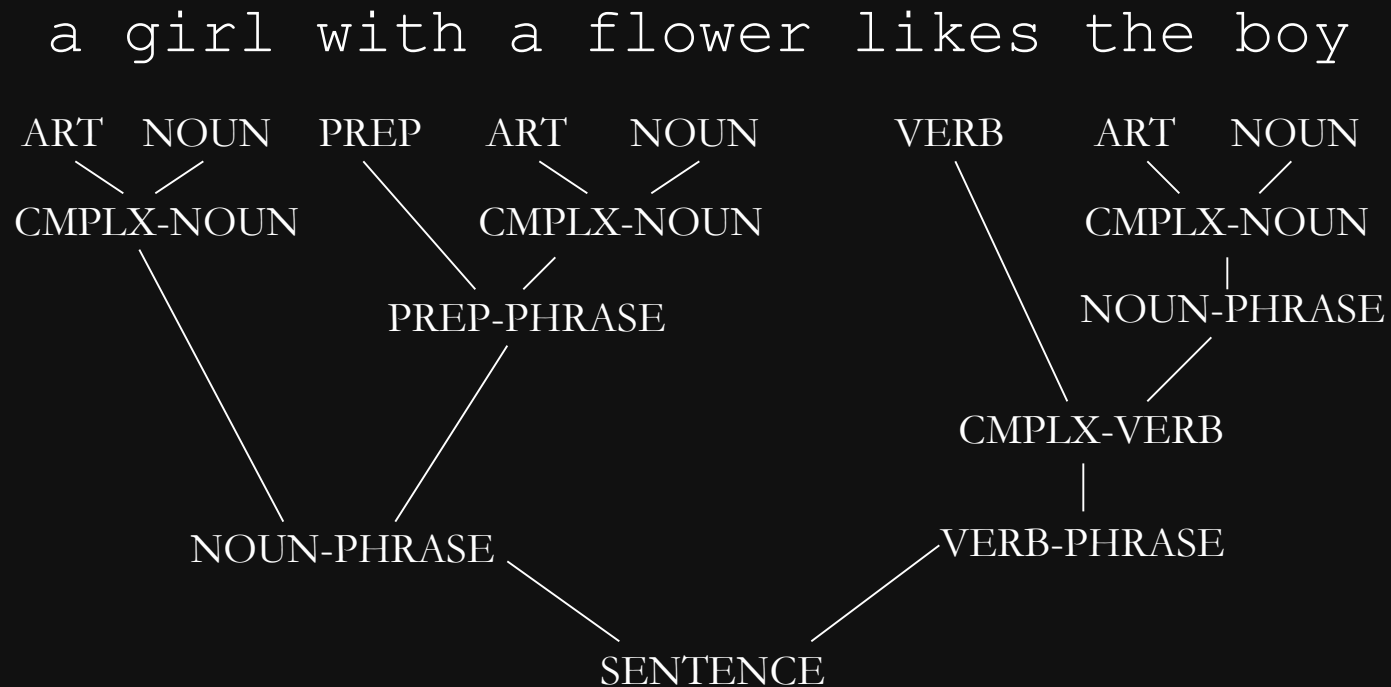 a girl with a flower likes the boy
ART NOUN PREP ART NOUN VERB ART NOUN
CMPLX-NOUN CMPLX-NOUN CMPLX-NOUN
PREP-PHRASE NOUN-PHRASE
CMPLX-VERB
NOUN-PHRASE VERB-PHRASE
SENTENCE